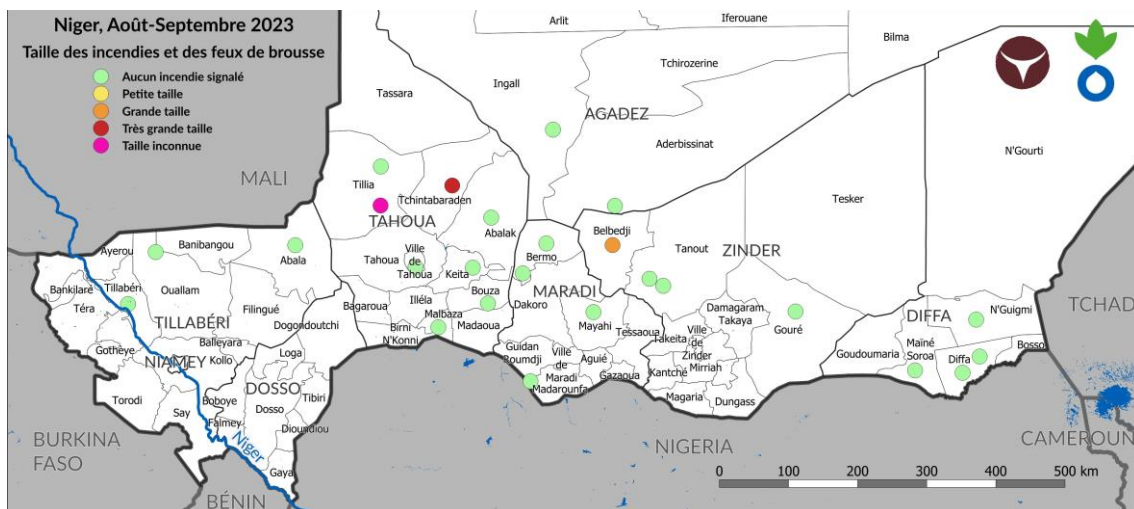 Niger, Août-Septembre 2023
Taille des incendies et des feux de brousse
Aucun incendie signalé
Petite taille
Grande taille
Très grande taille
Taille inconnue
Arlit
Iferouane
Bilma
Tchirozerine
Ingall
Tassara
AGADEZ
Aderbissinat
N'Gourti
MALI
Tillia
Tchintabaraden
TAHOUA
Abalak
Belbedji
Tesker
Tanout
ZINDER
Ayerou
Banibangou
Abala
Tahoua
Ville
de
Tahoua
Keita
Bermo
Bankilaré
Tillabéri
Ouallam
Filingué
Téra
TILLABÉRI
Bagaroua
Illéla
Bouza
Malbaza
Madaoua
Dakoro
MARADI
Mayahi
Tessaoua
Damagaram
Takaya
Gouré
DIFFA
N'Guigmi
TCHAD
Dogondoutchi
Birni
N'Konni
Takeita
Ville
de
Zinder
Mirriah
Goudoumaria
Maïné
Soroa
Diffa
Bosso
Gothèye
Balleyara
NIAMEY
Kollo
Loga
Guidan
Roumdji
Ville
de
Maradi
Aguié
Gazaoua
Madarounfa
Kantché
Magaria
Dungass
Torodi
Say
Boboye
DOSSO
Tibiri
Dosso
Falmey
Dioundiou
Gaya
Niger
BURKINA
FASO
BÉNIN
NIGERIA
CAMEROUN
0 100 200 300 400 500 km